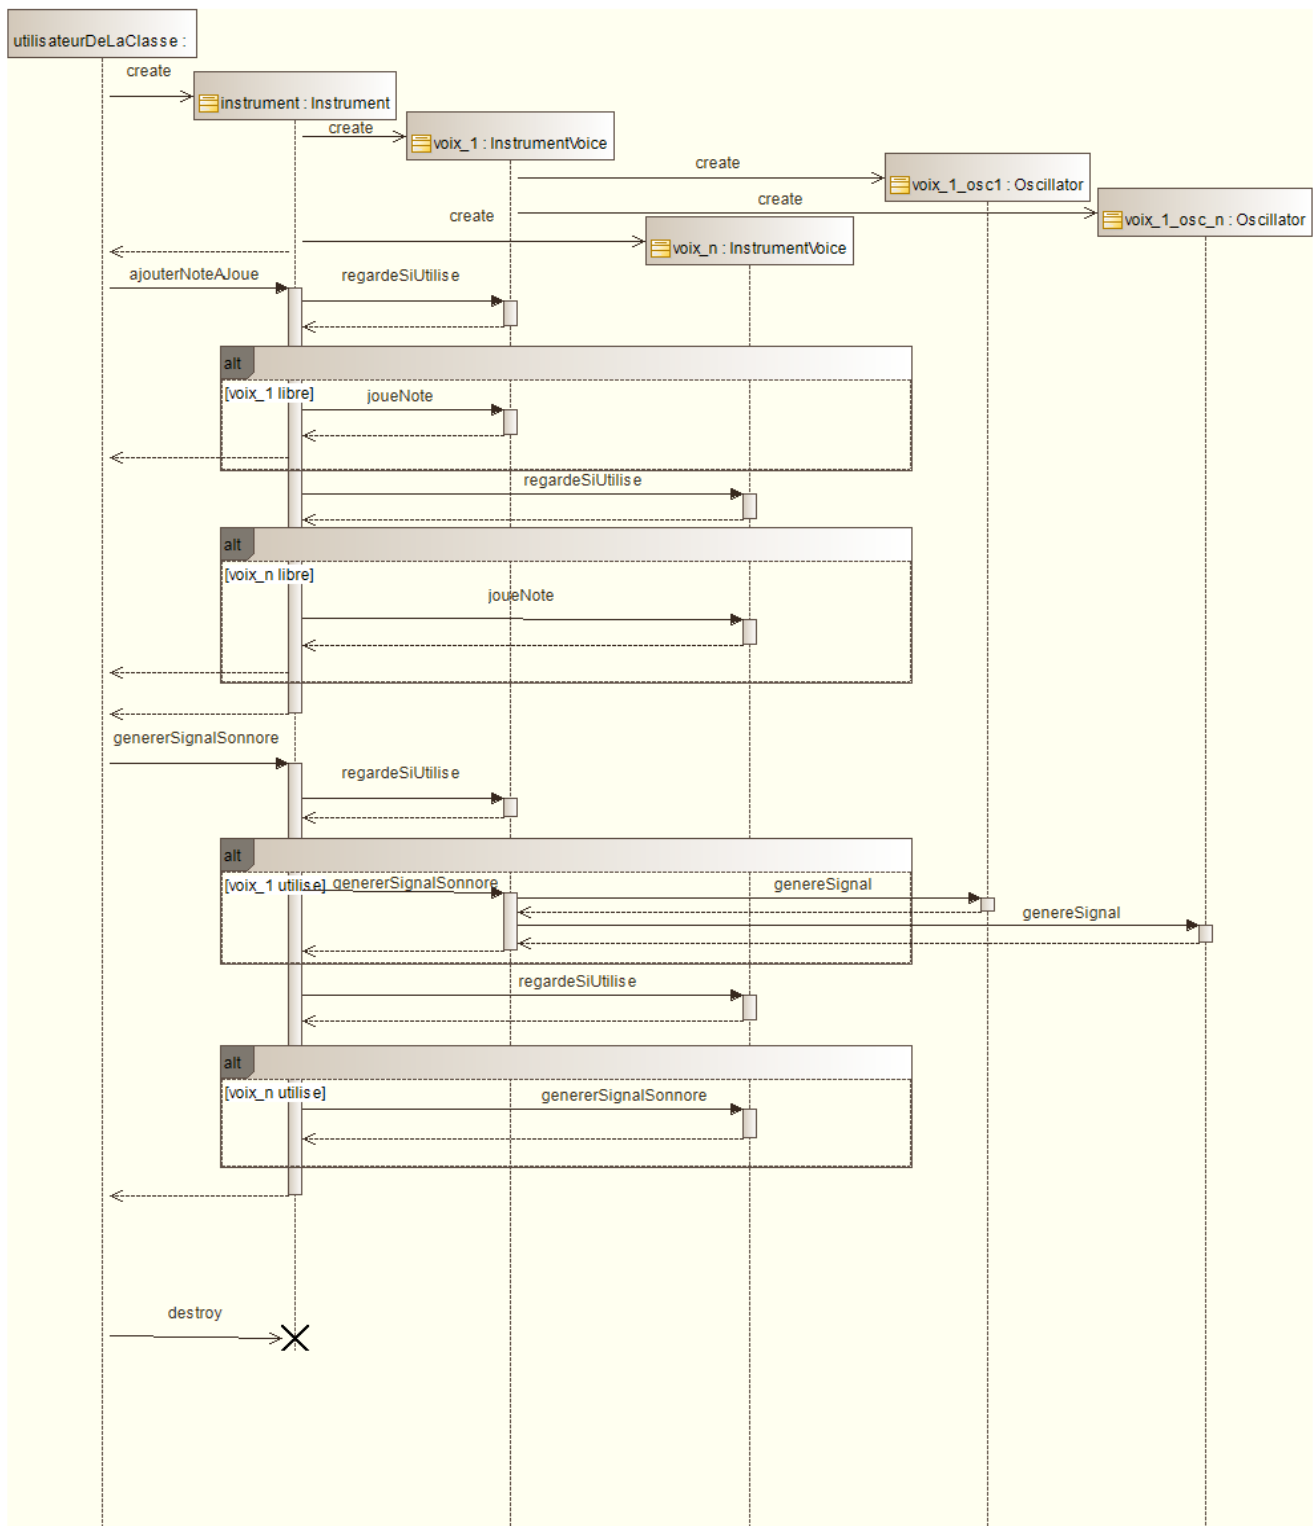 utilisateurDeLaClasse :
create
instrument : Instrument
create
voix_1 : InstrumentVoice
create
voix_1_osc1 : Oscillator
create
voix_1_osc_n : Oscillator
create
voix_n : InstrumentVoice
ajouterNoteAJoue
regardeSiUtilise
alt
[voix_1 libre]
joueNote
regardeSiUtilise
alt
[voix_n libre]
joueNote
genererSignalSonnore
regardeSiUtilise
alt
[voix_1 utilise]
genererSignalSonnore
genereSignal
genereSignal
regardeSiUtilise
alt
[voix_n utilise]
genererSignalSonnore
destroy